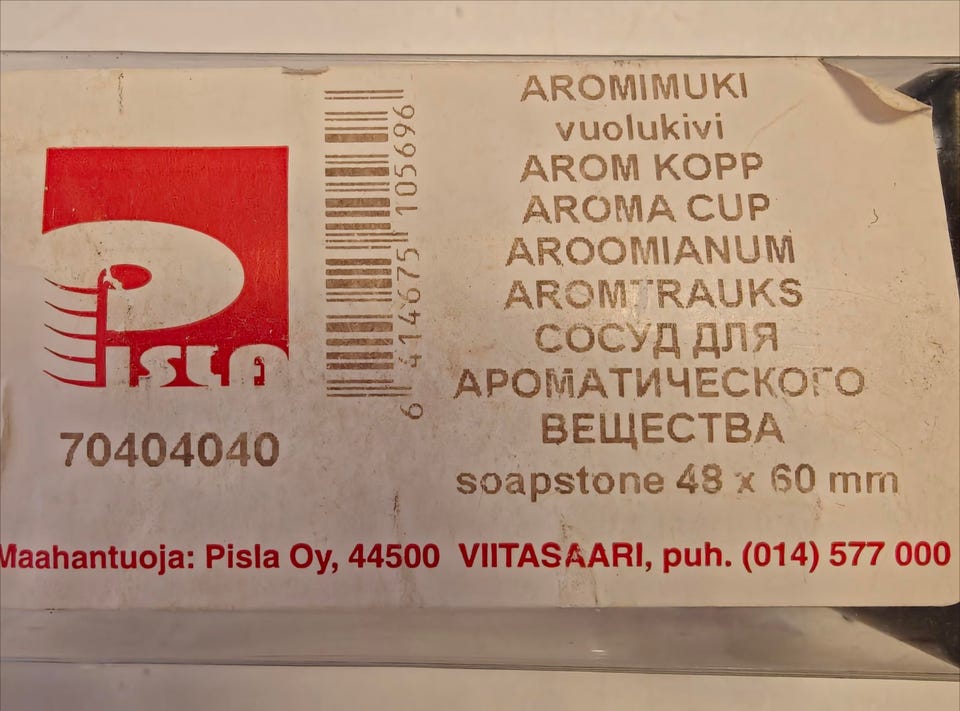 PISLA
70404040
6 414675 105696
AROMIMUKI
vuolukivi
AROM KOPP
AROMA CUP
AROOMIANUM
AROMTRAUKS
СОСУД ДЛЯ
АРОМАТИЧЕСКОГО
ВЕЩЕСТВА
soapstone 48 x 60 mm
Maahantuoja: Pisla Oy, 44500 VIITASAARI, puh. (014) 577 000